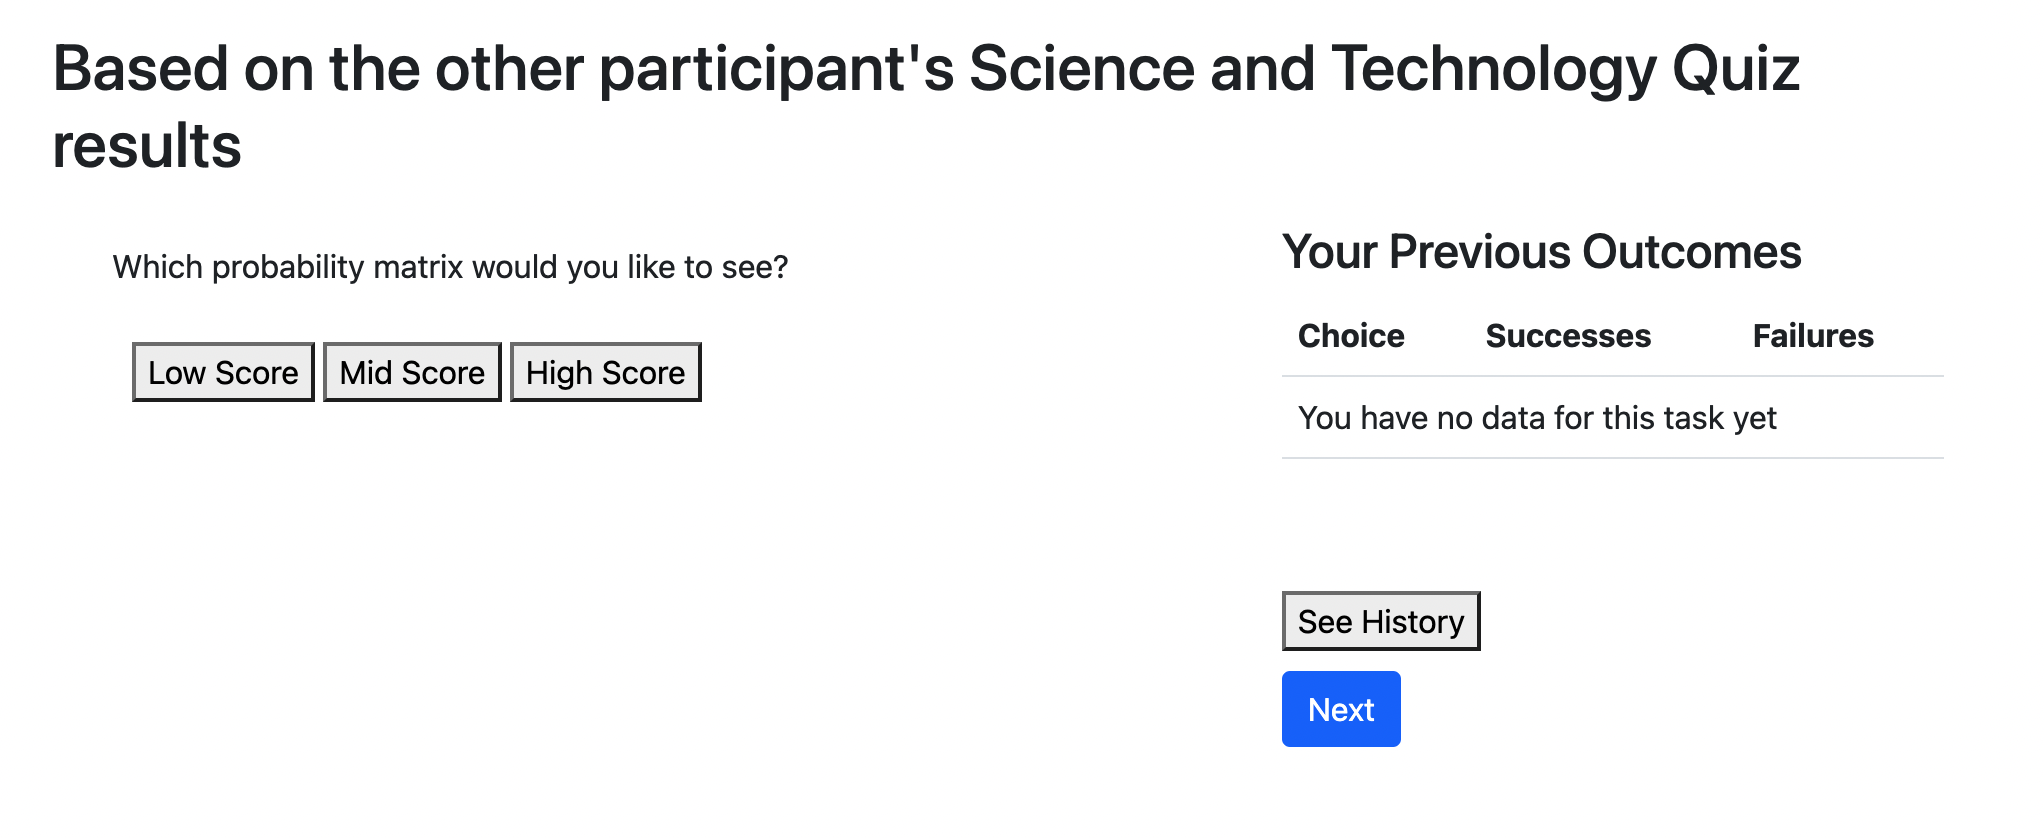 Based on the other participant's Science and Technology Quiz
results
Which probability matrix would you like to see?
Low Score Mid Score High Score
Your Previous Outcomes
Choice Successes Failures
You have no data for this task yet
See History
Next